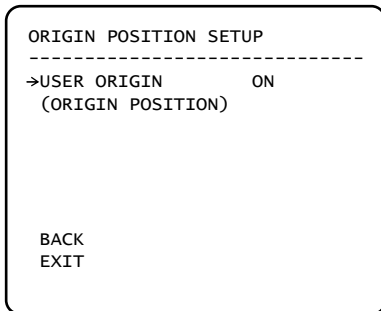 ORIGIN POSITION SETUP
------------------------------
→USER ORIGIN ON
(ORIGIN POSITION)
BACK
EXIT